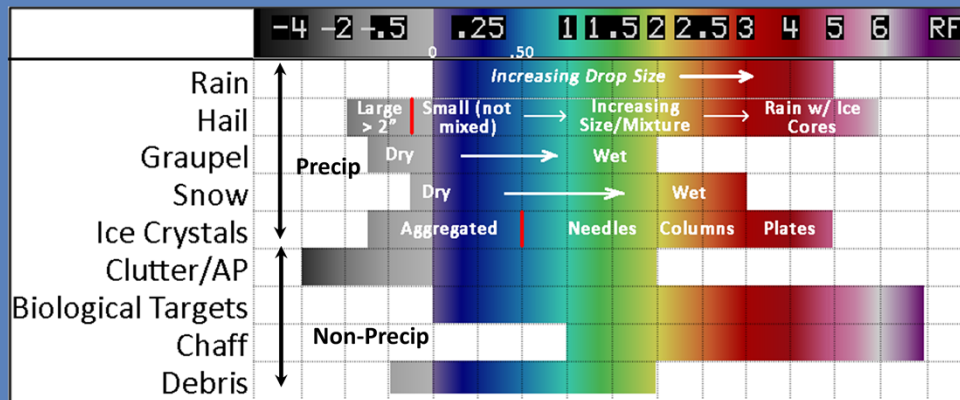 -4 -2 -.5 .25 1 1.5 2 2.5 3 4 5 6 RF
0 .50
Rain Increasing Drop Size
Hail Large > 2" Small (not mixed) Increasing Size/Mixture Rain w/ Ice Cores
Graupel Dry Wet
Precip
Snow Dry Wet
Ice Crystals Aggregated Needles Columns Plates
Clutter/AP
Biological Targets
Non-Precip
Chaff
Debris